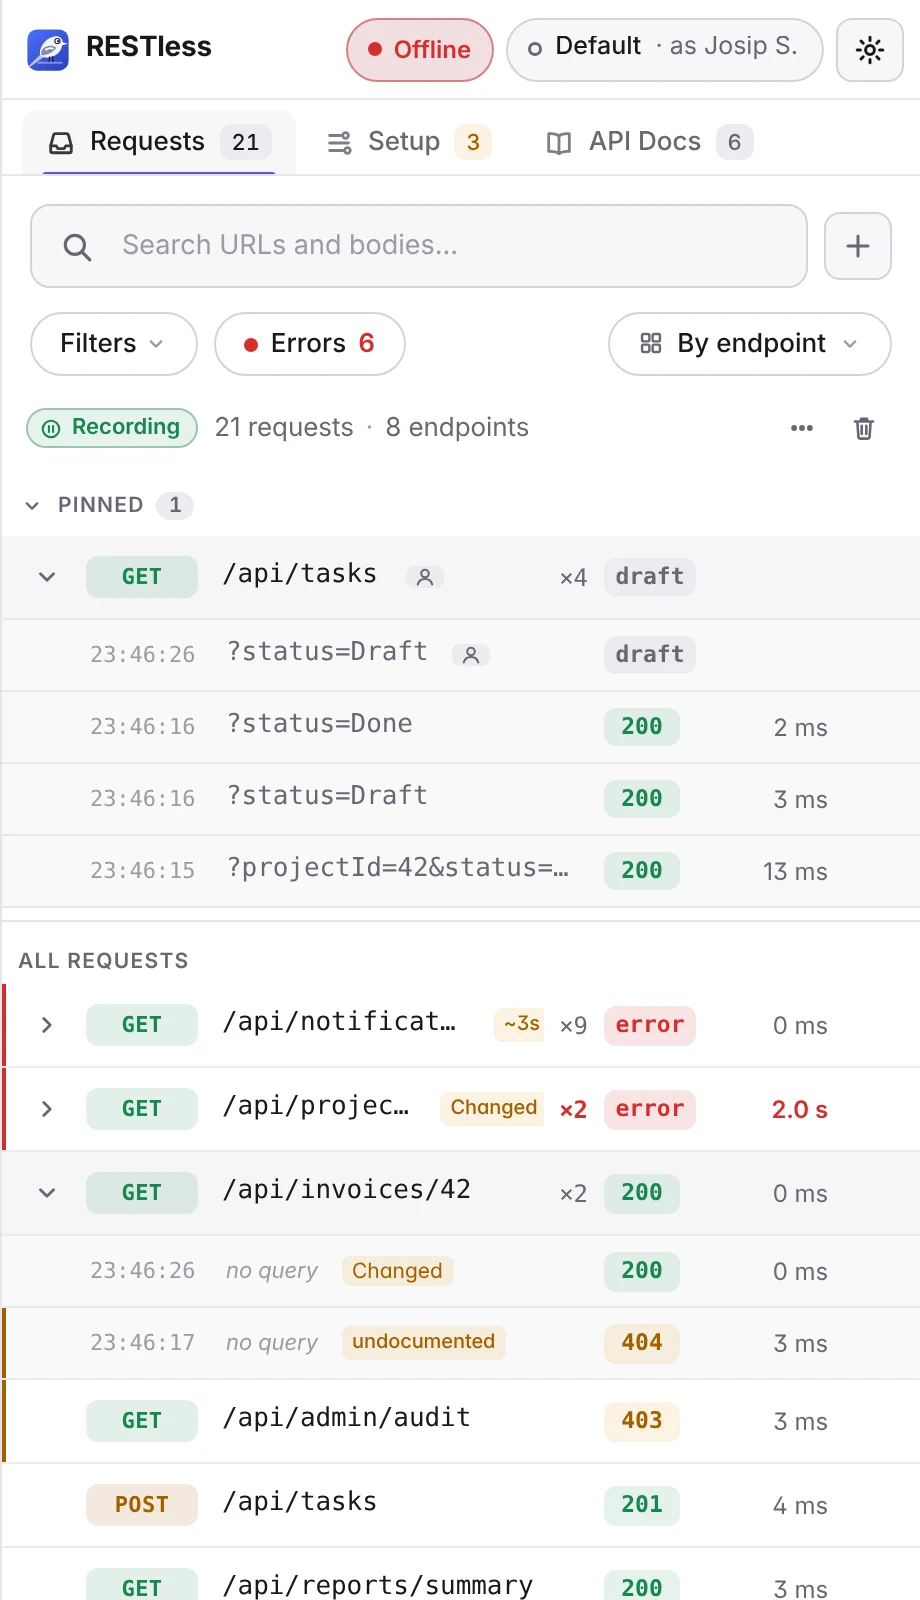 RESTless
Offline
Default · as Josip S.
Requests 21
Setup 3
API Docs 6
Search URLs and bodies...
Filters
Errors 6
By endpoint
Recording
21 requests · 8 endpoints
PINNED 1
GET /api/tasks ×4 draft
23:46:26 ?status=Draft draft
23:46:16 ?status=Done 200 2 ms
23:46:16 ?status=Draft 200 3 ms
23:46:15 ?projectId=42&status=… 200 13 ms
ALL REQUESTS
GET /api/notificat… ~3s ×9 error 0 ms
GET /api/projec… Changed ×2 error 2.0 s
GET /api/invoices/42 ×2 200 0 ms
23:46:26 no query Changed 200 0 ms
23:46:17 no query undocumented 404 3 ms
GET /api/admin/audit 403 3 ms
POST /api/tasks 201 4 ms
GET /api/reports/summary 200 3 ms